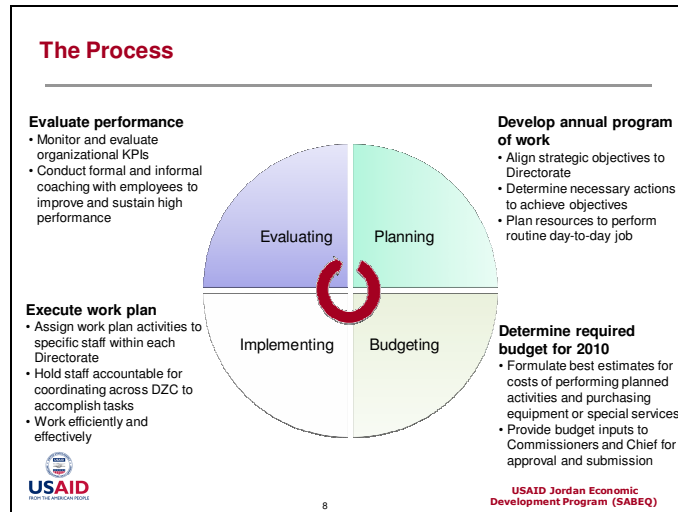 The Process
Evaluate performance
• Monitor and evaluate
organizational KPIs
• Conduct formal and informal
coaching with employees to
improve and sustain high
performance
Develop annual program
of work
• Align strategic objectives to
Directorate
• Determine necessary actions
to achieve objectives
• Plan resources to perform
routine day-to-day job
Evaluating
Planning
Implementing
Budgeting
Execute work plan
• Assign work plan activities to
specific staff within each
Directorate
• Hold staff accountable for
coordinating across DZC to
accomplish tasks
• Work efficiently and
effectively
Determine required
budget for 2010
• Formulate best estimates for
costs of performing planned
activities and purchasing
equipment or special services
• Provide budget inputs to
Commissioners and Chief for
approval and submission
USAID
FROM THE AMERICAN PEOPLE
8
USAID Jordan Economic
Development Program (SABEQ)